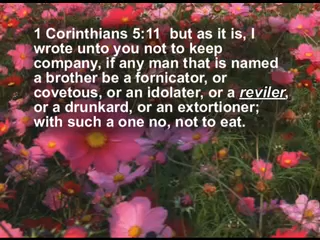 1 Corinthians 5:11  but as it is, I
wrote unto you not to keep
company, if any man that is named
a brother be a fornicator, or
covetous, or an idolater, or a reviler,
or a drunkard, or an extortioner;
with such a one no, not to eat.